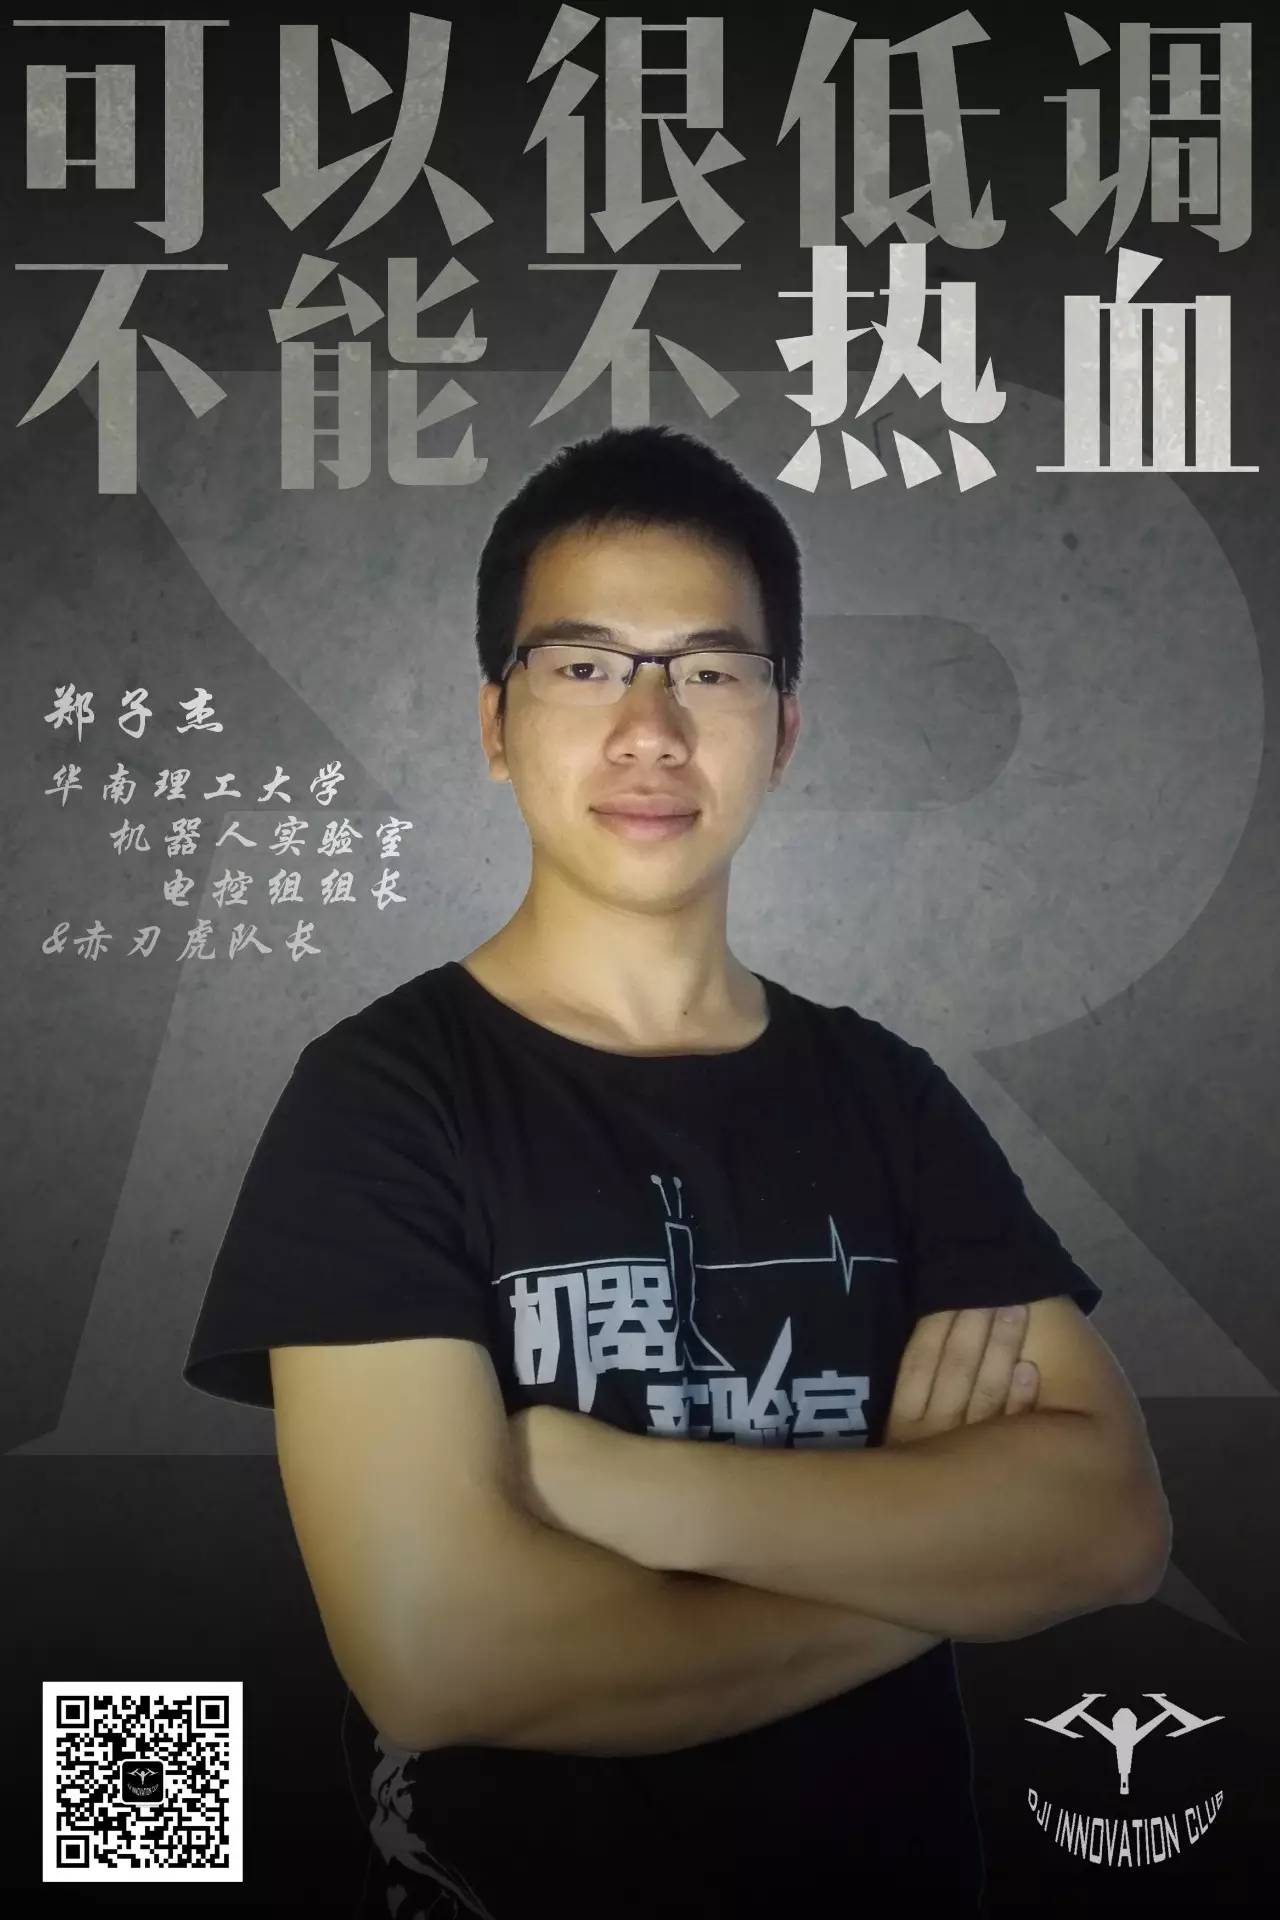 可以很低调
不能不热血
郑子杰
华南理工大学
机器人实验室
电控组组长
&赤刃虎队长
机器人
实验室
DJI INNOVATION CLUB